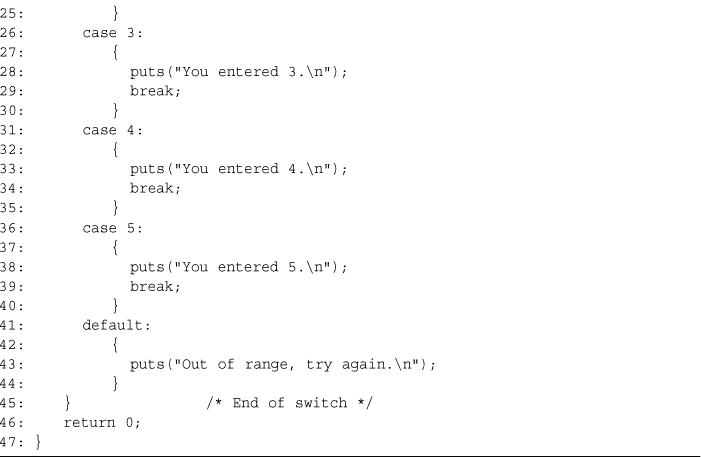 25:          }
26:      case 3:
27:          {
28:            puts("You entered 3.\n");
29:            break;
30:          }
31:      case 4:
32:          {
33:            puts("You entered 4.\n");
34:            break;
35:          }
36:      case 5:
37:          {
38:            puts("You entered 5.\n");
39:            break;
40:          }
41:      default:
42:          {
43:            puts("Out of range, try again.\n");
44:          }
45:    }              /* End of switch */
46:    return 0;
47: }